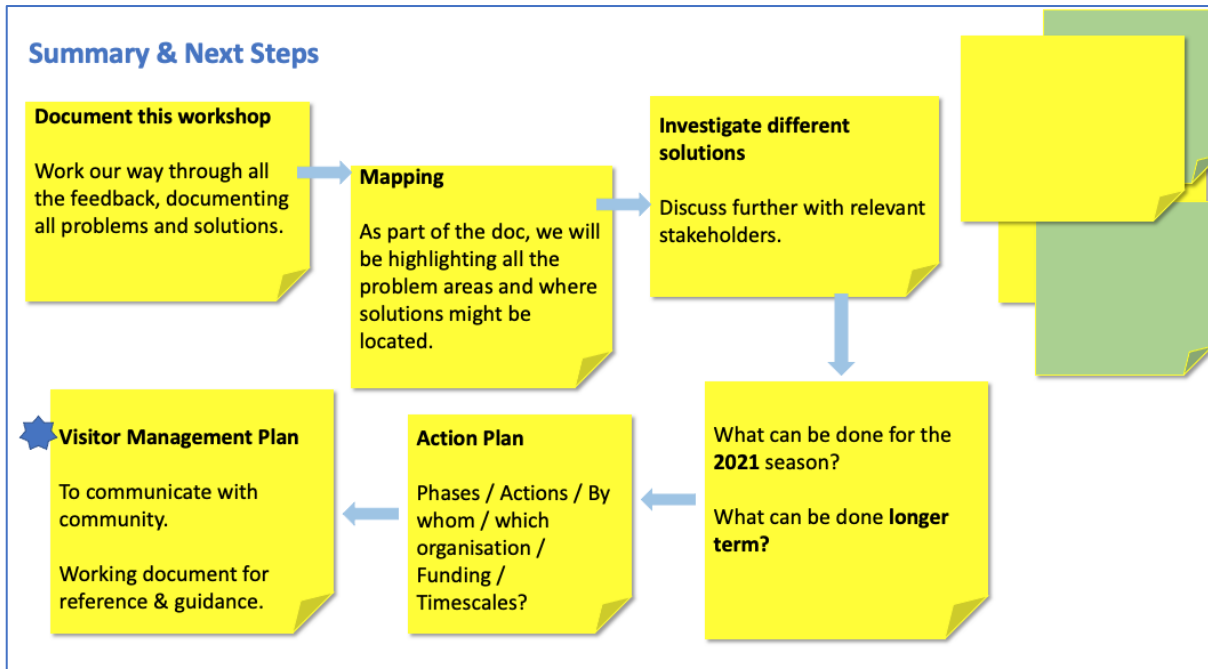 Summary & Next Steps
Document this workshop
Work our way through all
the feedback, documenting
all problems and solutions.
Mapping
As part of the doc, we will
be highlighting all the
problem areas and where
solutions might be
located.
Investigate different
solutions
Discuss further with relevant
stakeholders.
What can be done for the
2021 season?
What can be done longer
term?
Action Plan
Phases / Actions / By
whom / which
organisation /
Funding /
Timescales?
Visitor Management Plan
To communicate with
community.
Working document for
reference & guidance.